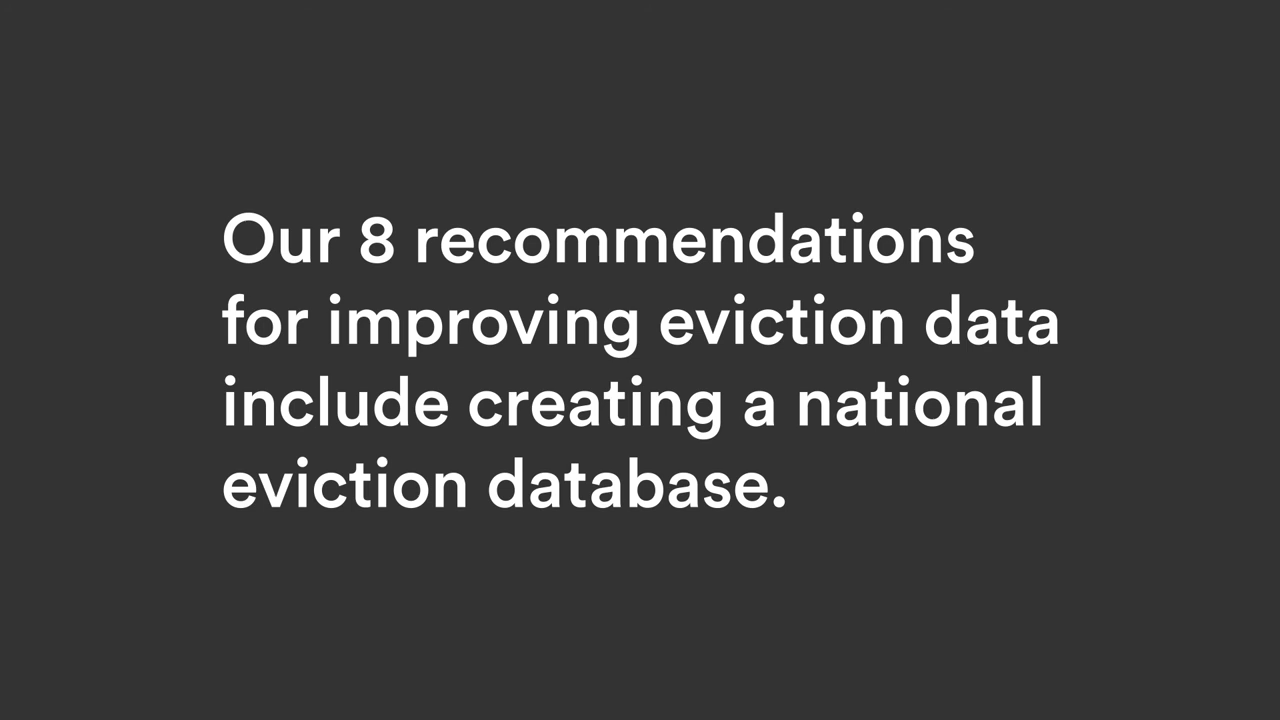 Our 8 recommendations
for improving eviction data
include creating a national
eviction database.